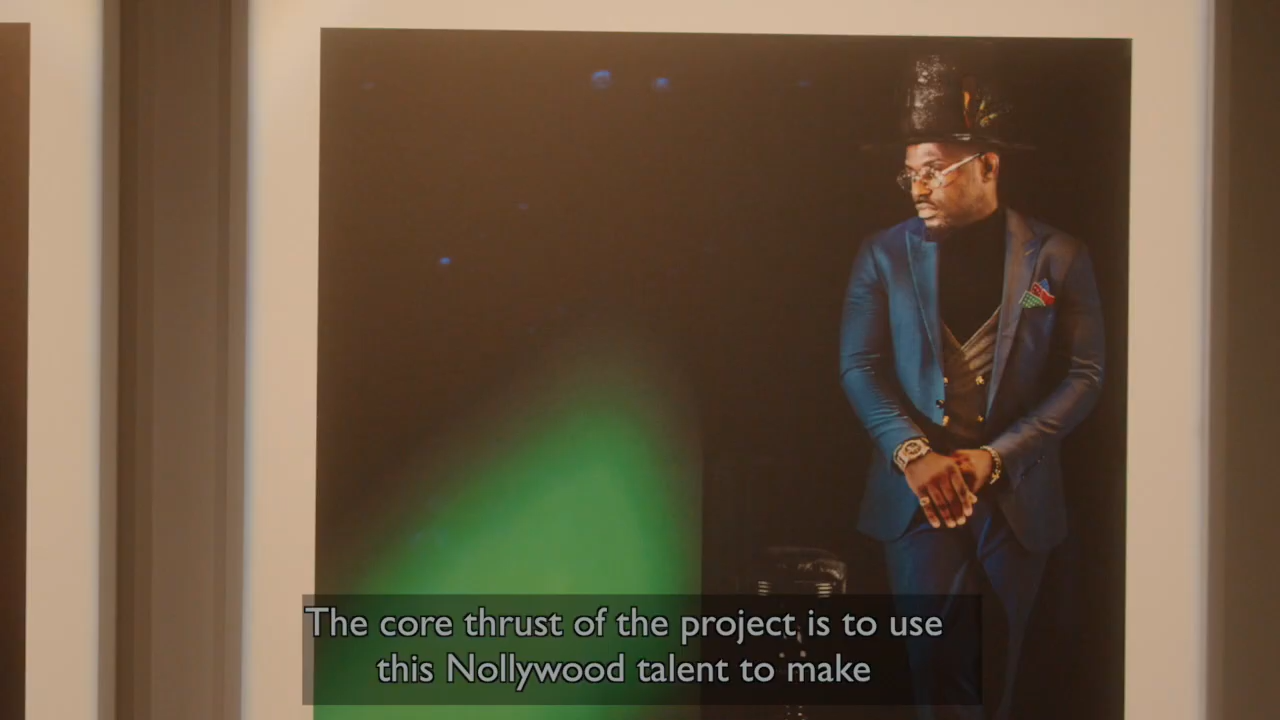 The core thrust of the project is to use
this Nollywood talent to make